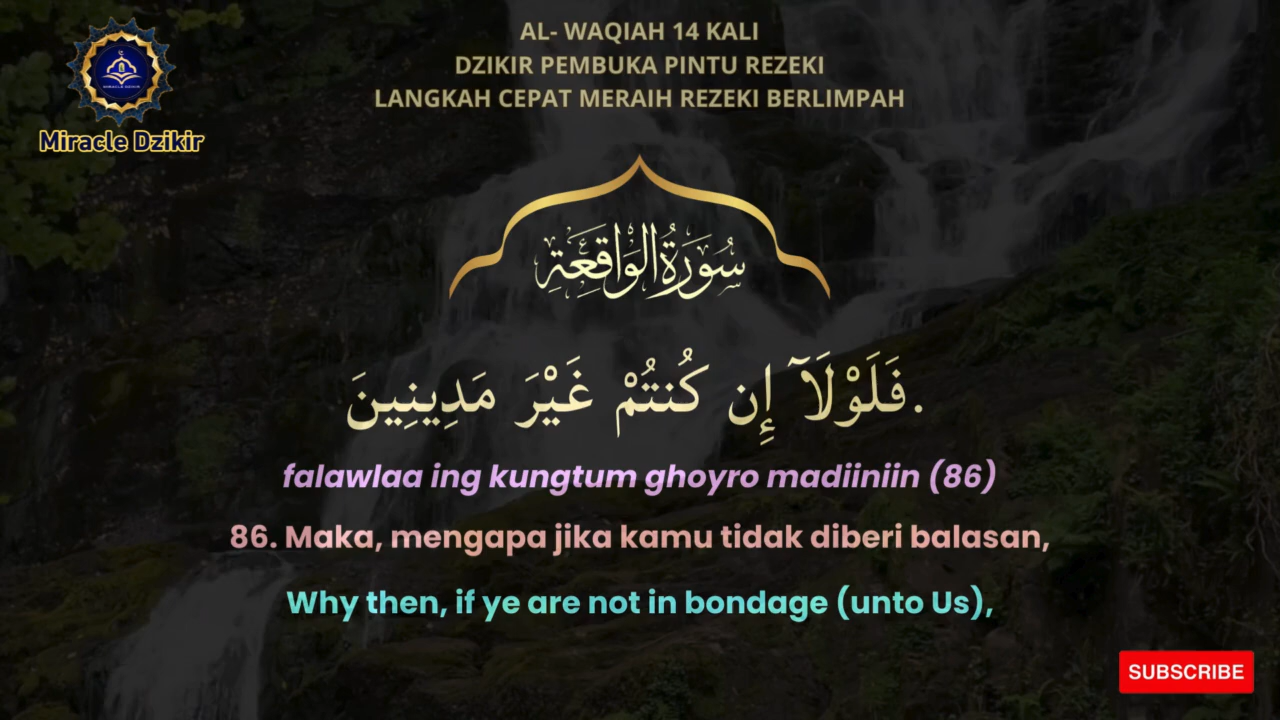 AL- WAQIAH 14 KALI
DZIKIR PEMBUKA PINTU REZEKI
LANGKAH CEPAT MERAIH REZEKI BERLIMPAH
Miracle Dzikir
سُورَةُ الوَاقِعَةِ
فَلَوْلَآ إِن كُنتُمْ غَيْرَ مَدِينِينَ.
falawlaa ing kungtum ghoyro madiiniin (86)
86. Maka, mengapa jika kamu tidak diberi balasan,
Why then, if ye are not in bondage (unto Us),
SUBSCRIBE